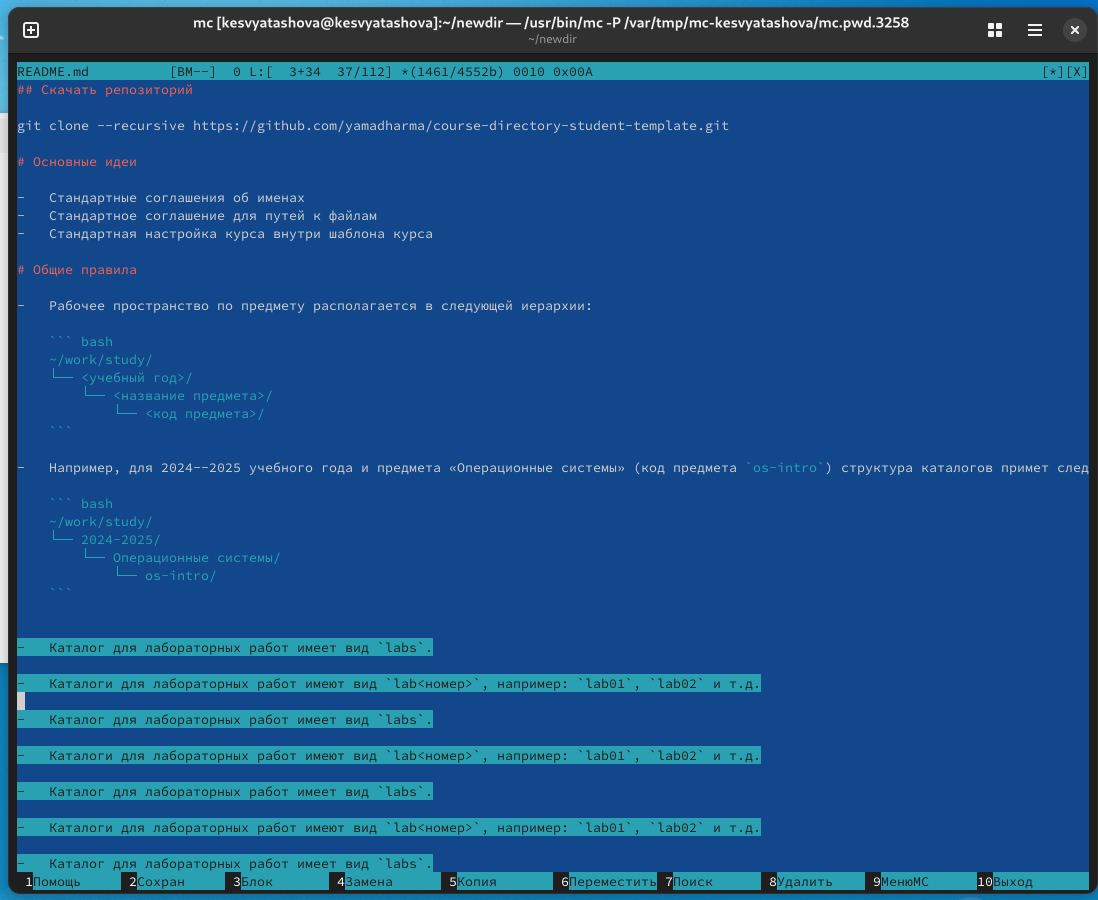 mc [kesvyatashova@kesvyatashova]:~/newdir — /usr/bin/mc -P /var/tmp/mc-kesvyatashova/mc.pwd.3258
~/newdir
README.md          [BM--]  0 L:[  3+34  37/112] *(1461/4552b) 0010 0x00A                    [*][X]
## Скачать репозиторий
git clone --recursive https://github.com/yamadharma/course-directory-student-template.git
# Основные идеи
-   Стандартные соглашения об именах
-   Стандартное соглашение для путей к файлам
-   Стандартная настройка курса внутри шаблона курса
# Общие правила
-   Рабочее пространство по предмету располагается в следующей иерархии:
    ``` bash
    ~/work/study/
    └── <учебный год>/
        └── <название предмета>/
            └── <код предмета>/
    ```
-   Например, для 2024--2025 учебного года и предмета «Операционные системы» (код предмета `os-intro`) структура каталогов примет след
    ``` bash
    ~/work/study/
    └── 2024-2025/
        └── Операционные системы/
            └── os-intro/
    ```
-   Каталог для лабораторных работ имеет вид `labs`.
-   Каталоги для лабораторных работ имеют вид `lab<номер>`, например: `lab01`, `lab02` и т.д.
-   Каталог для лабораторных работ имеет вид `labs`.
-   Каталоги для лабораторных работ имеют вид `lab<номер>`, например: `lab01`, `lab02` и т.д.
-   Каталог для лабораторных работ имеет вид `labs`.
-   Каталоги для лабораторных работ имеют вид `lab<номер>`, например: `lab01`, `lab02` и т.д.
-   Каталог для лабораторных работ имеет вид `labs`.
1Помощь 2Сохран 3Блок 4Замена 5Копия 6Переместить 7Поиск 8Удалить 9МенюMC 10Выход